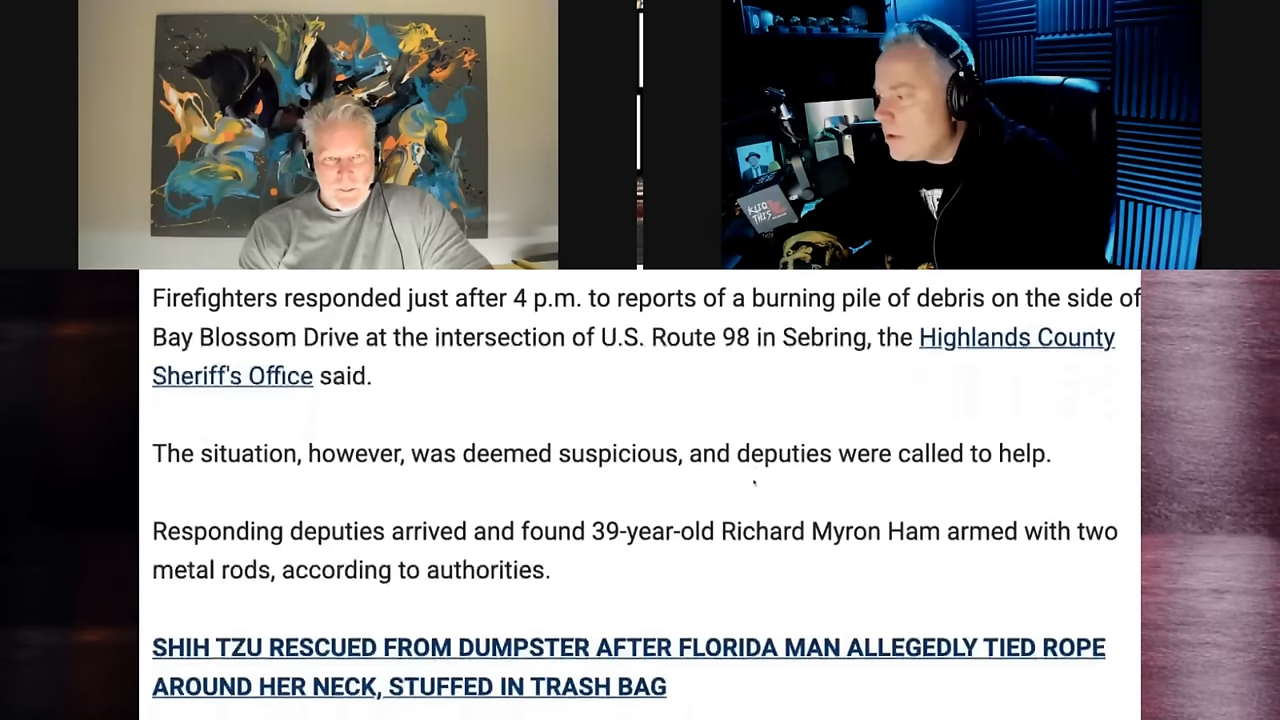 KLIQ
THIS
Firefighters responded just after 4 p.m. to reports of a burning pile of debris on the side of
Bay Blossom Drive at the intersection of U.S. Route 98 in Sebring, the Highlands County
Sheriff's Office said.
The situation, however, was deemed suspicious, and deputies were called to help.
Responding deputies arrived and found 39-year-old Richard Myron Ham armed with two
metal rods, according to authorities.
SHIH TZU RESCUED FROM DUMPSTER AFTER FLORIDA MAN ALLEGEDLY TIED ROPE
AROUND HER NECK, STUFFED IN TRASH BAG